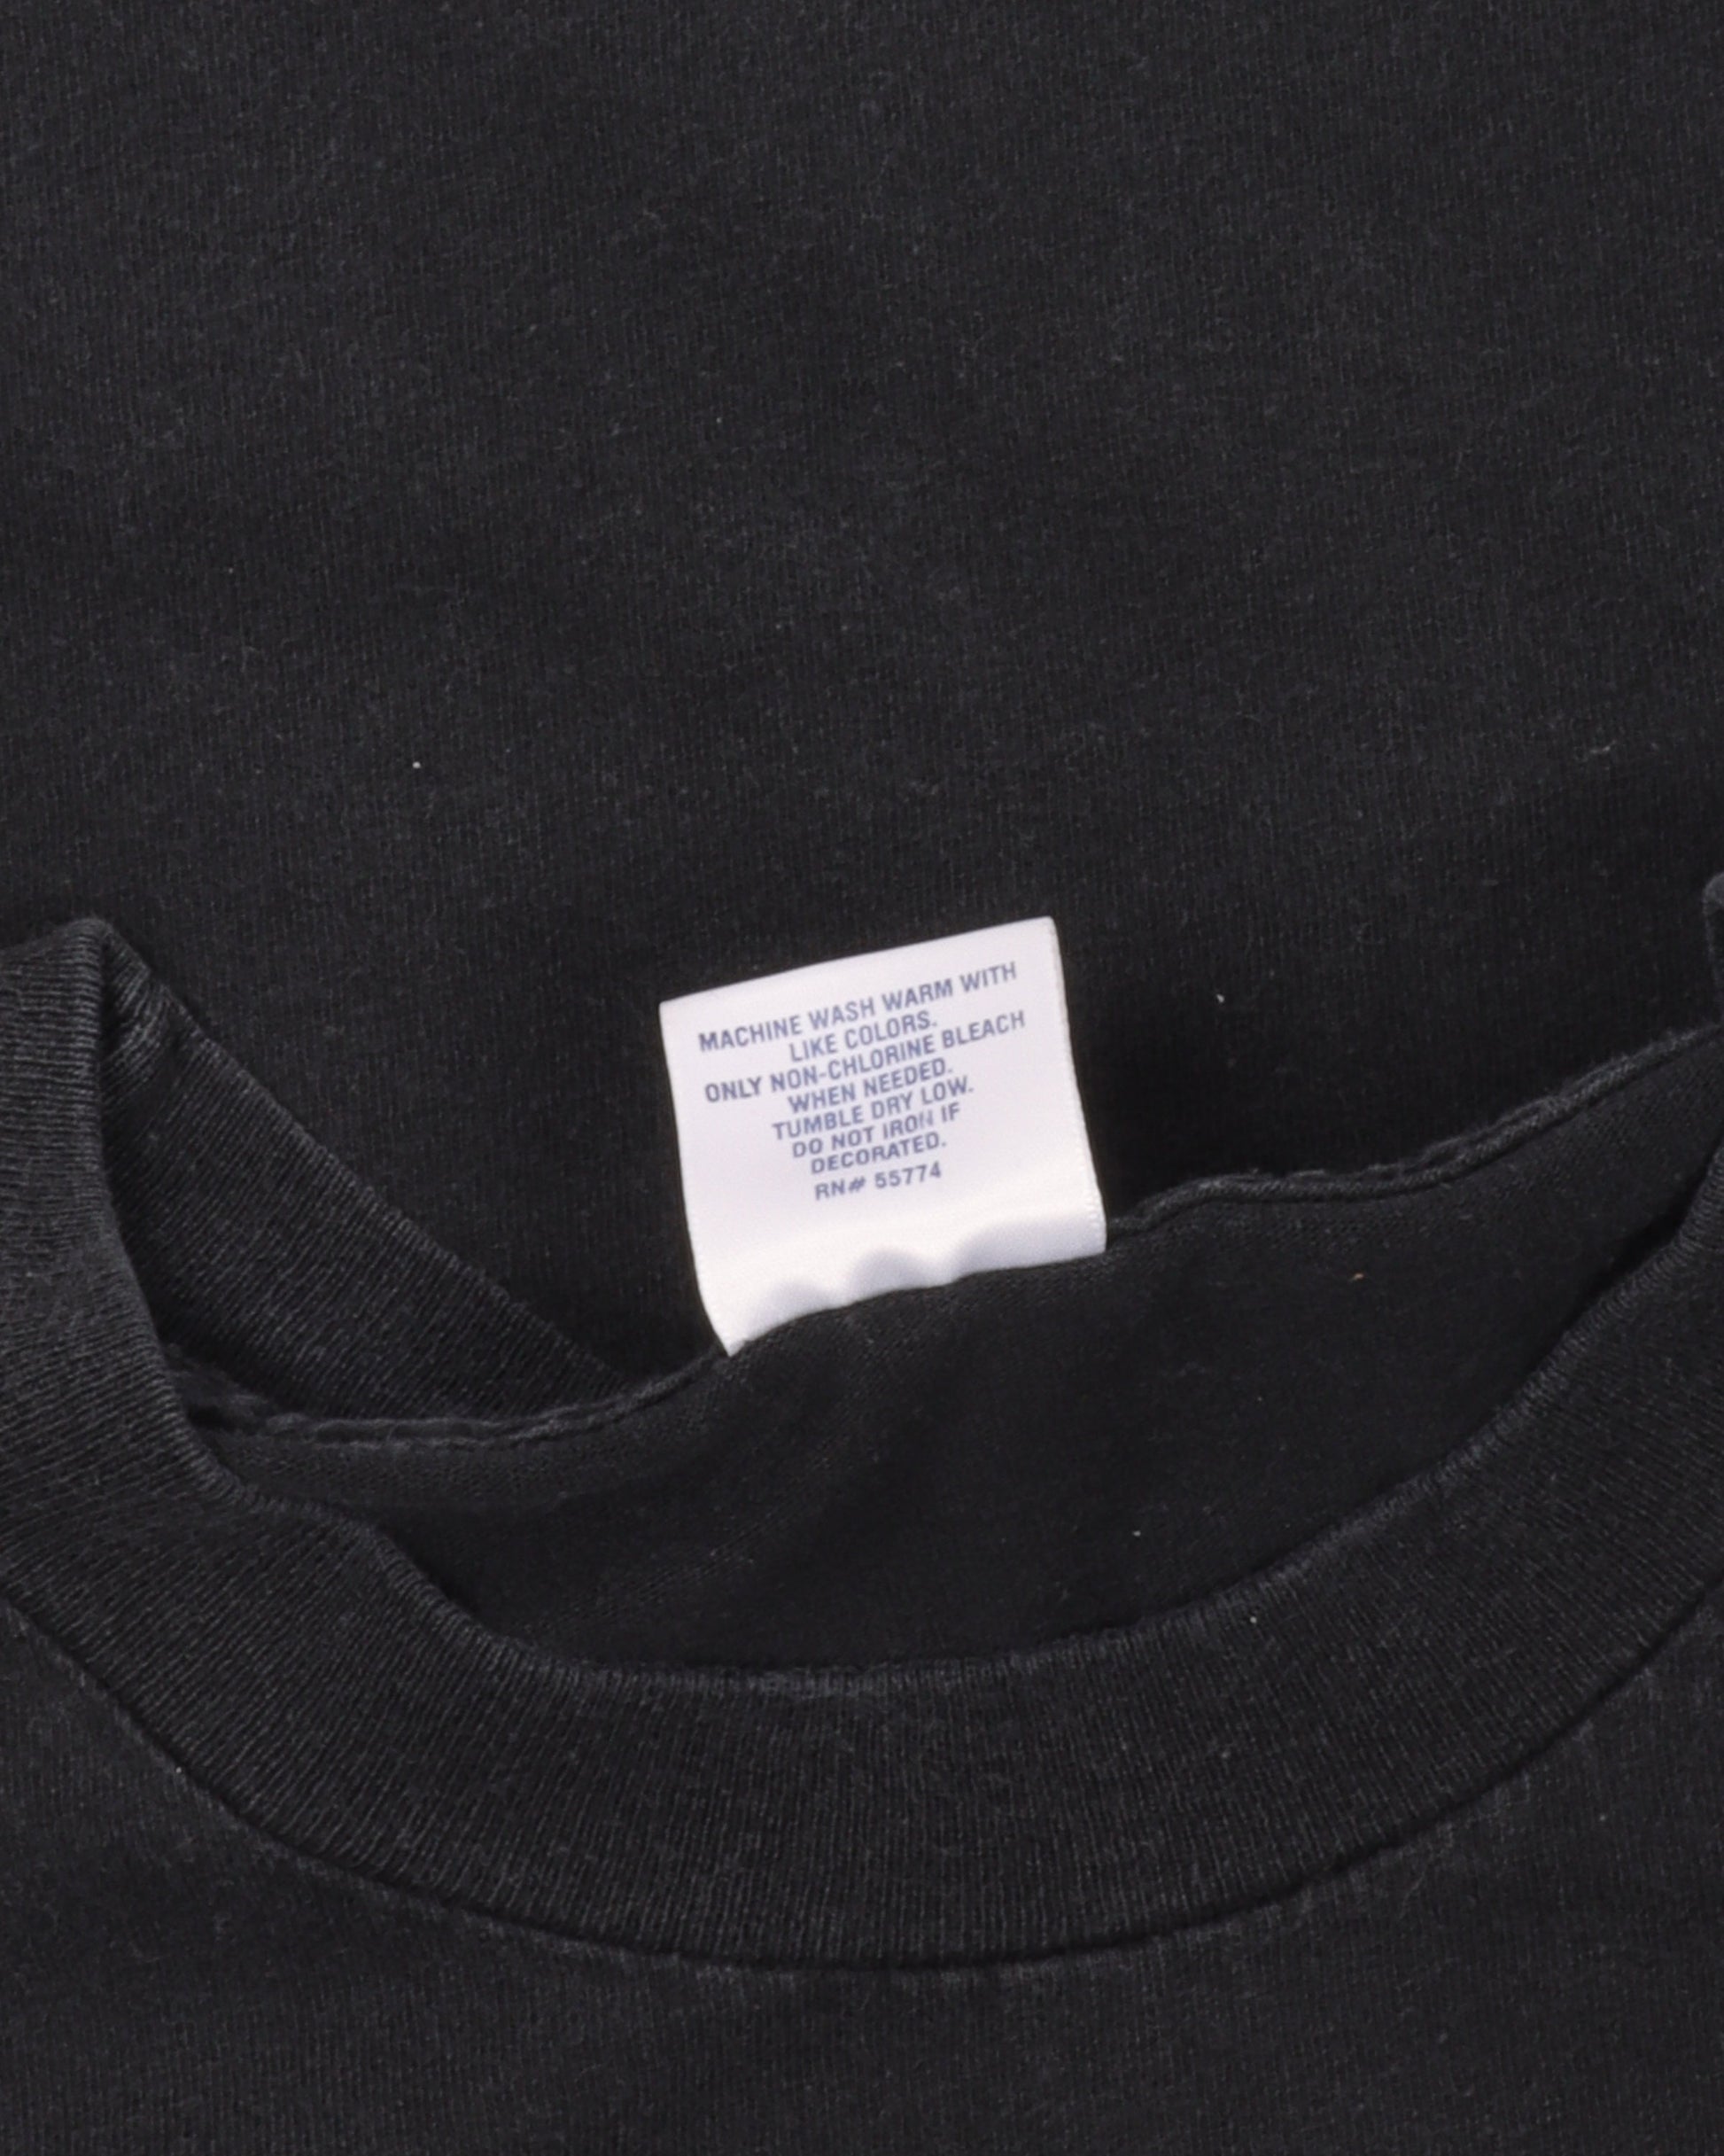 MACHINE WASH WARM WITH
LIKE COLORS.
ONLY NON-CHLORINE BLEACH
WHEN NEEDED.
TUMBLE DRY LOW.
DO NOT IRON IF
DECORATED.
RN# 55774